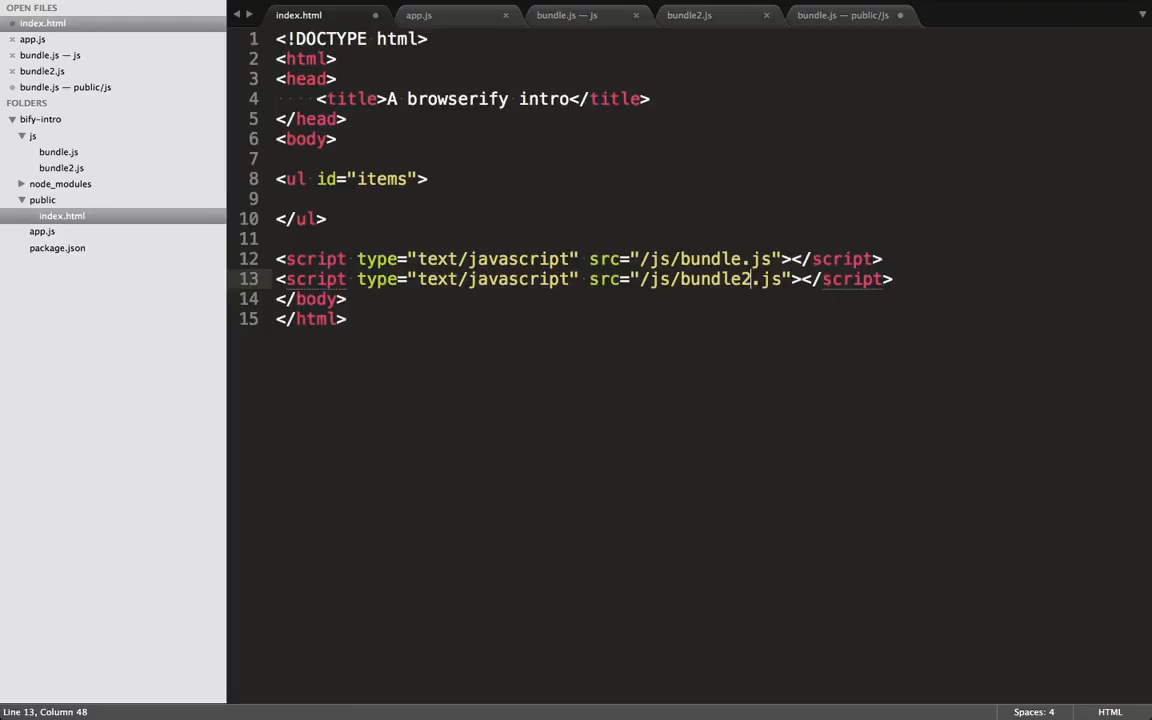 OPEN FILES
index.html
app.js
bundle.js — js
bundle2.js
bundle.js — public/js
FOLDERS
bify-intro
js
bundle.js
bundle2.js
node_modules
public
index.html
app.js
package.json
index.html app.js bundle.js — js bundle2.js bundle.js — public/js
1 <!DOCTYPE html>
2 <html>
3 <head>
4 <title>A browserify intro</title>
5 </head>
6 <body>
7
8 <ul id="items">
9
10 </ul>
11
12 <script type="text/javascript" src="/js/bundle.js"></script>
13 <script type="text/javascript" src="/js/bundle2.js"></script>
14 </body>
15 </html>
Line 13, Column 48 Spaces: 4 HTML